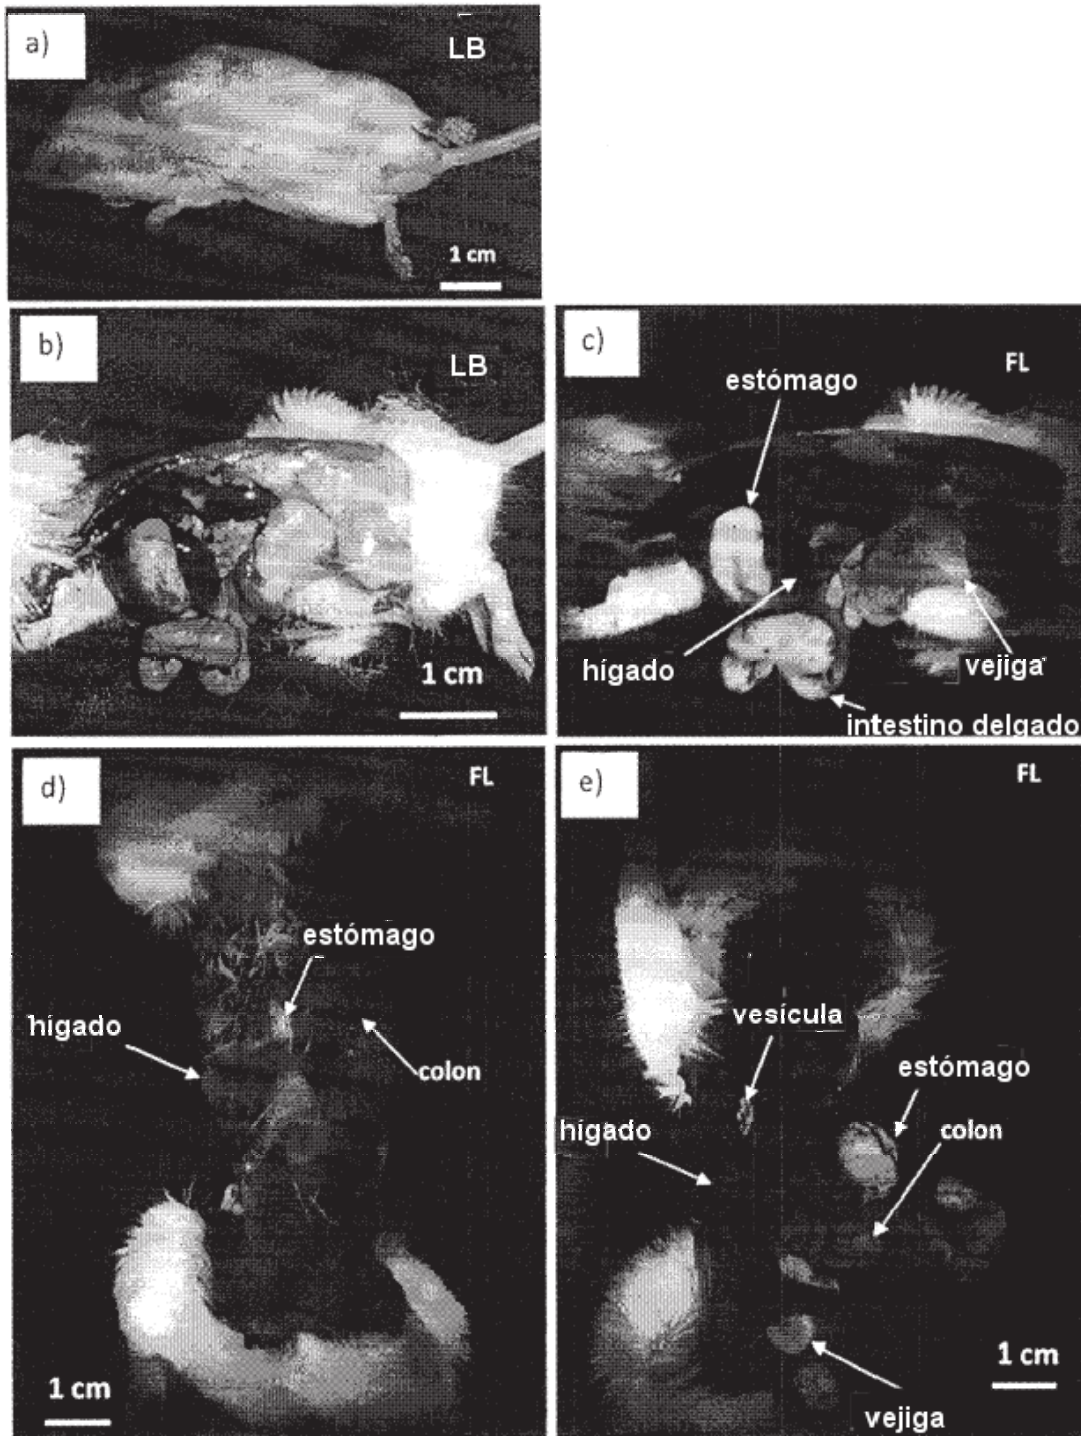 a)
LB
1 cm
b)
LB
1 cm
c)
FL
estómago
hígado
vejiga
intestino delgado
d)
FL
estómago
hígado
colon
1 cm
e)
FL
vesícula
estómago
hígado
colon
1 cm
vejiga